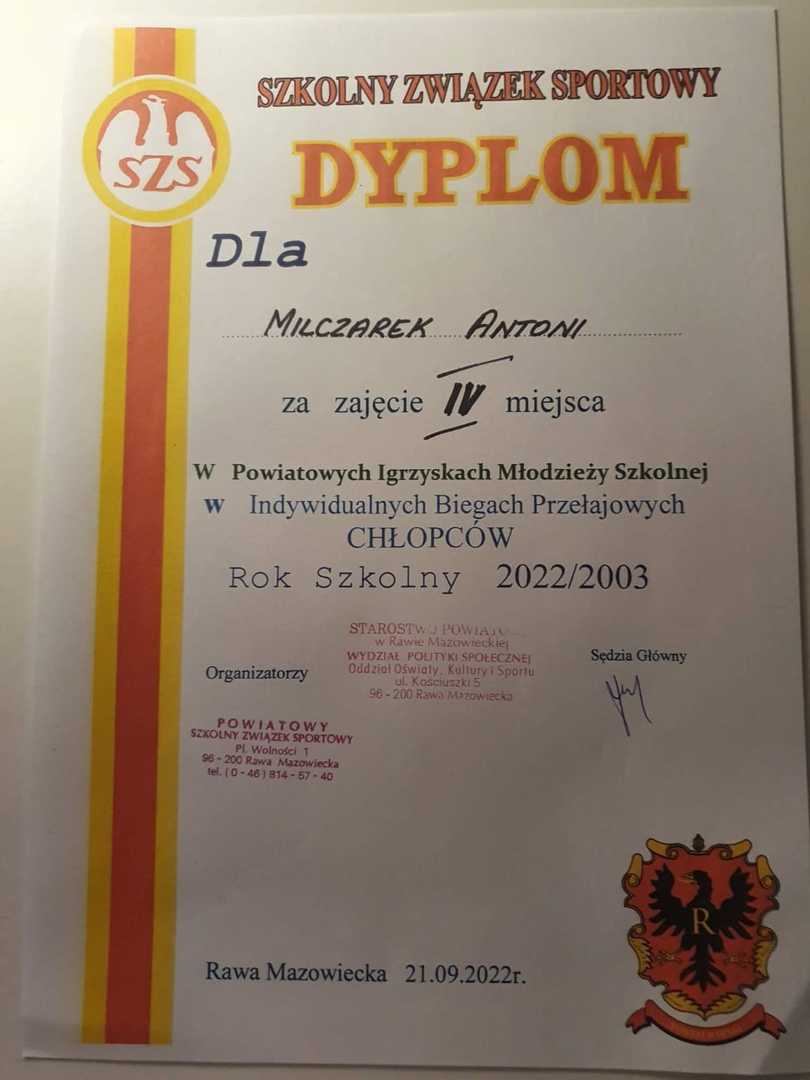 SZKOLNY ZWIĄZEK SPORTOWY
SZS
DYPLOM
Dla
MILCZAREK ANTONI
za zajęcie IV miejsca
W Powiatowych Igrzyskach Młodzieży Szkolnej
w Indywidualnych Biegach Przełajowych
CHŁOPCÓW
Rok Szkolny 2022/2003
STAROSTWO POWIATO
w Rawie Mazowieckiej
WYDZIAŁ POLITYKI SPOŁECZNEJ
Oddział Oświaty, Kultury i Sportu
ul. Kościuszki 5
96 - 200 Rawa Mazowiecka
Sędzia Główny
Organizatorzy
POWIATOWY
SZKOLNY ZWIĄZEK SPORTOWY
Pl. Wolności 1
96 - 200 Rawa Mazowiecka
tel. ( 0 - 46 ) 814 - 57 - 40
R
Rawa Mazowiecka 21.09.2022r.